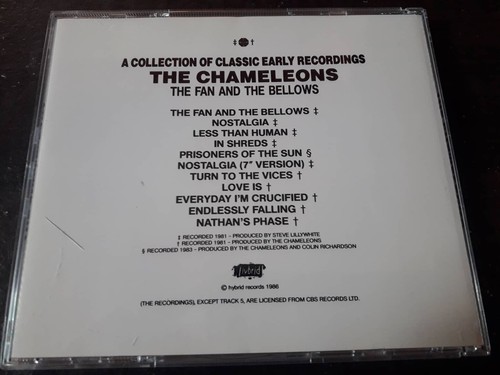 ‡ †
A COLLECTION OF CLASSIC EARLY RECORDINGS
THE CHAMELEONS
THE FAN AND THE BELLOWS
THE FAN AND THE BELLOWS ‡
NOSTALGIA ‡
LESS THAN HUMAN ‡
IN SHREDS ‡
PRISONERS OF THE SUN §
NOSTALGIA (7" VERSION) ‡
TURN TO THE VICES †
LOVE IS †
EVERYDAY I'M CRUCIFIED †
ENDLESSLY FALLING †
NATHAN'S PHASE †
‡ RECORDED 1981 – PRODUCED BY STEVE LILLYWHITE
† RECORDED 1981 – PRODUCED BY THE CHAMELEONS
§ RECORDED 1983 – PRODUCED BY THE CHAMELEONS AND COLIN RICHARDSON
hybrid
© hybrid records 1986
(THE RECORDINGS), EXCEPT TRACK 5, ARE LICENSED FROM CBS RECORDS LTD.